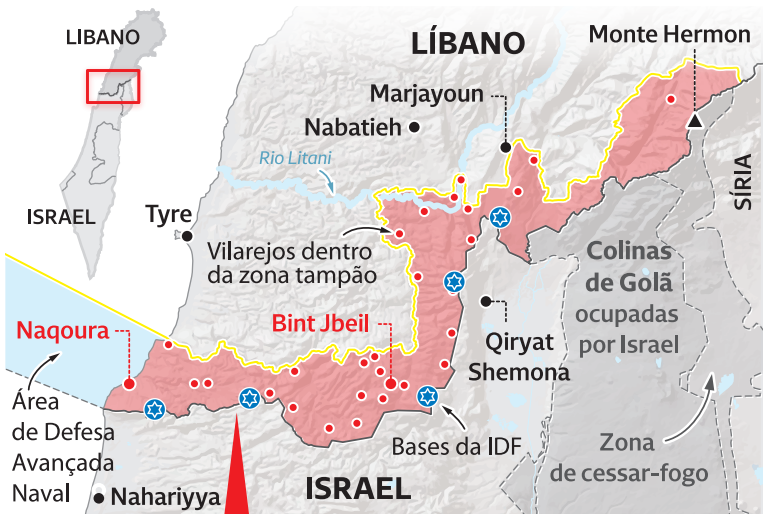 LÍBANO
ISRAEL
LÍBANO
Monte Hermon
Marjayoun
Nabatieh
Rio Litani
SÍRIA
Tyre
Vilarejos dentro
da zona tampão
Colinas
de Golã
ocupadas
por Israel
Naqoura
Bint Jbeil
Qiryat
Shemona
Área
de Defesa
Avançada
Naval
Bases da IDF
Zona
de cessar-fogo
Nahariyya
ISRAEL